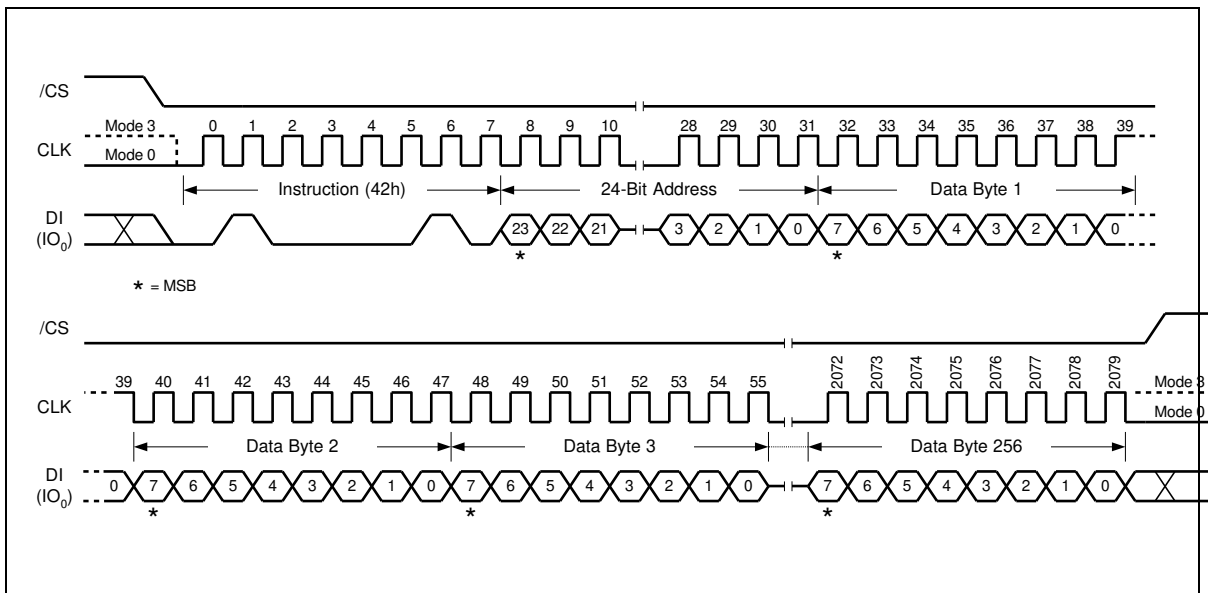 /CS
Mode 3 0 1 2 3 4 5 6 7 8 9 10 28 29 30 31 32 33 34 35 36 37 38 39
CLK
Mode 0
Instruction (42h) 24-Bit Address Data Byte 1
DI
(IO0)
23 22 21 3 2 1 0 7 6 5 4 3 2 1 0
* *
* = MSB
/CS
39 40 41 42 43 44 45 46 47 48 49 50 51 52 53 54 55 2072 2073 2074 2075 2076 2077 2078 2079 Mode 3
CLK
Mode 0
Data Byte 2 Data Byte 3 Data Byte 256
DI
(IO0)
0 7 6 5 4 3 2 1 0 7 6 5 4 3 2 1 0 7 6 5 4 3 2 1 0
* * *